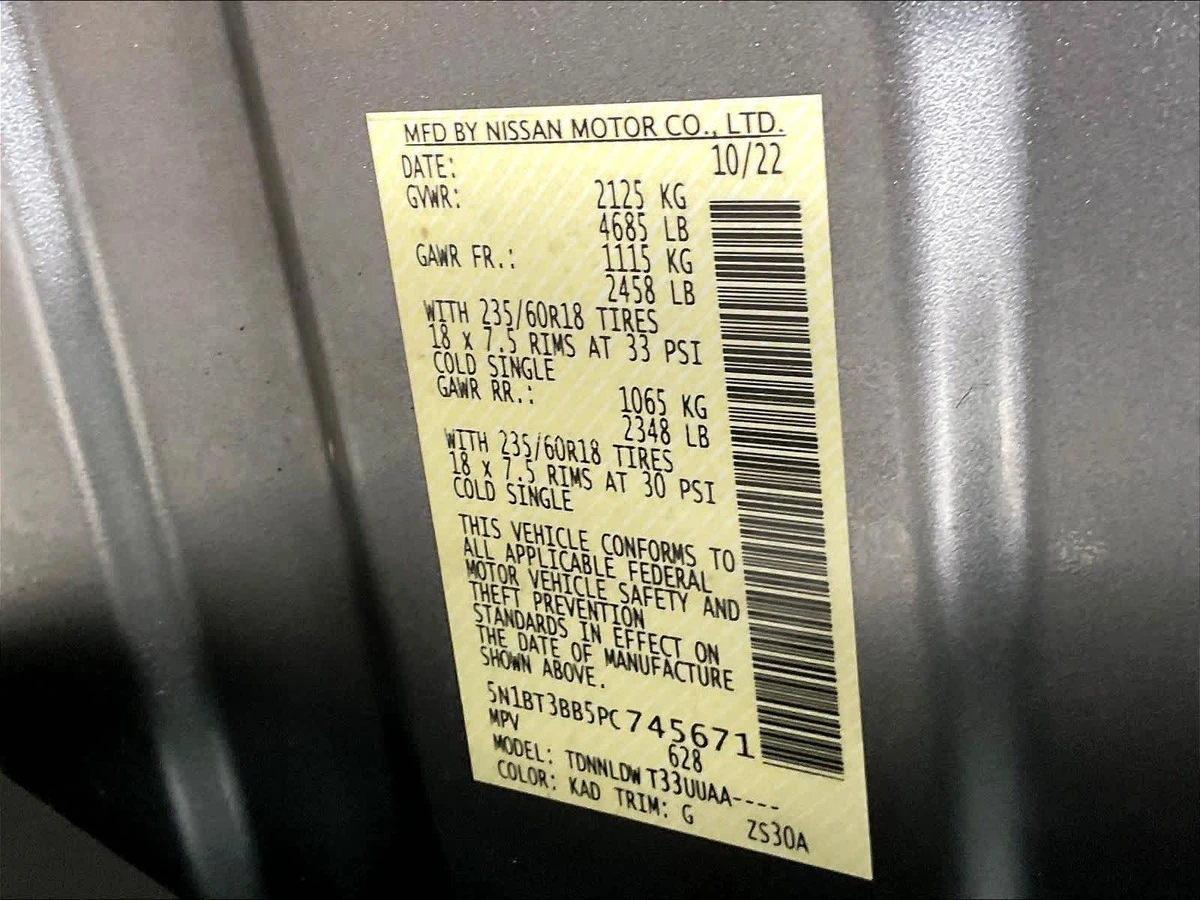 MFD BY NISSAN MOTOR CO., LTD.
DATE: 10/22
GVWR: 2125 KG
4685 LB
GAWR FR.: 1115 KG
2458 LB
WITH 235/60R18 TIRES
18 x 7.5 RIMS AT 33 PSI
COLD SINGLE
GAWR RR.: 1065 KG
2348 LB
WITH 235/60R18 TIRES
18 x 7.5 RIMS AT 30 PSI
COLD SINGLE
THIS VEHICLE CONFORMS TO
ALL APPLICABLE FEDERAL
MOTOR VEHICLE SAFETY AND
THEFT PREVENTION
STANDARDS IN EFFECT ON
THE DATE OF MANUFACTURE
SHOWN ABOVE.
5N1BT3BB5PC745671
MPV 628
MODEL: TDNNLDW T33UUAA----
COLOR: KAD TRIM: G ZS30A